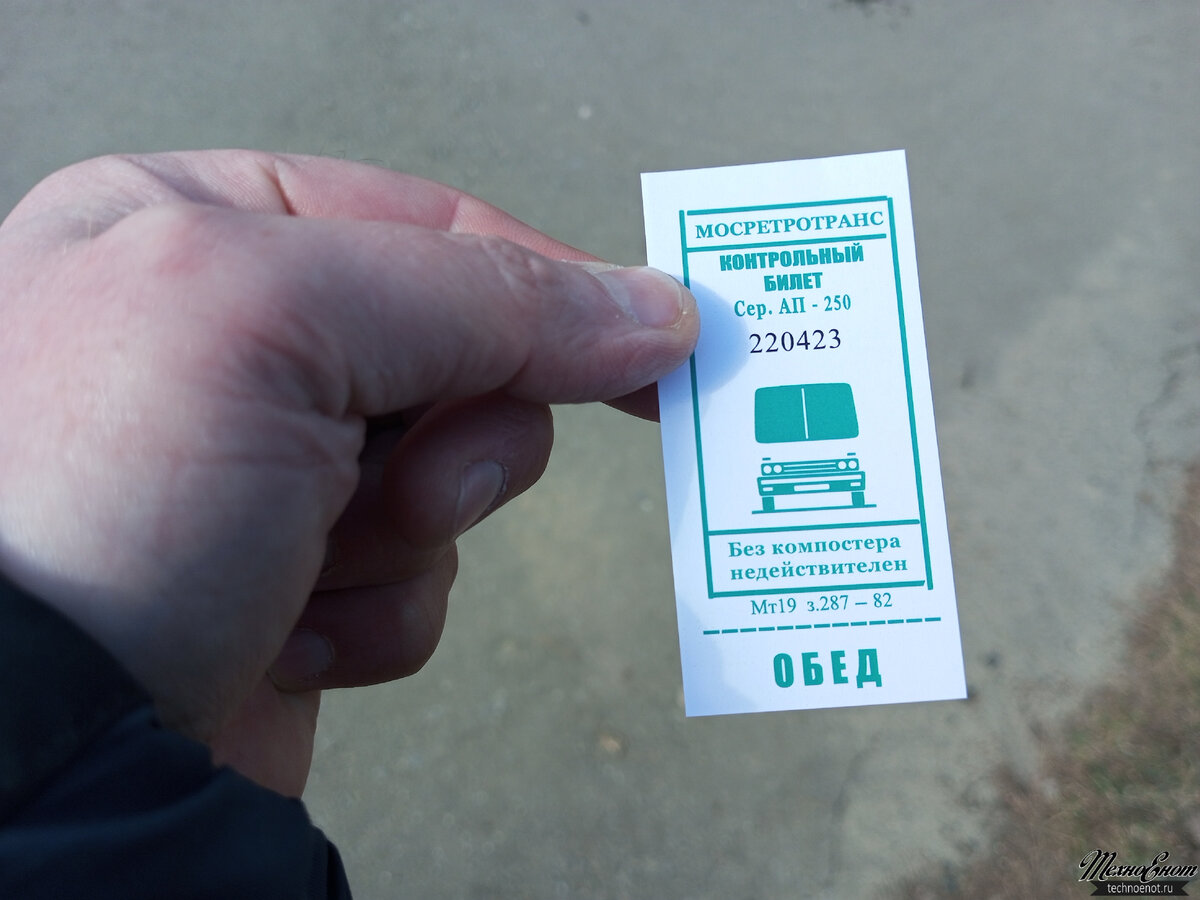 МОСРЕТРОТРАНС
КОНТРОЛЬНЫЙ
БИЛЕТ
Сер. АП - 250
220423
Без компостера
недействителен
Мт19 з.287 – 82
ОБЕД
ТехноЕнот
technoenot.ru